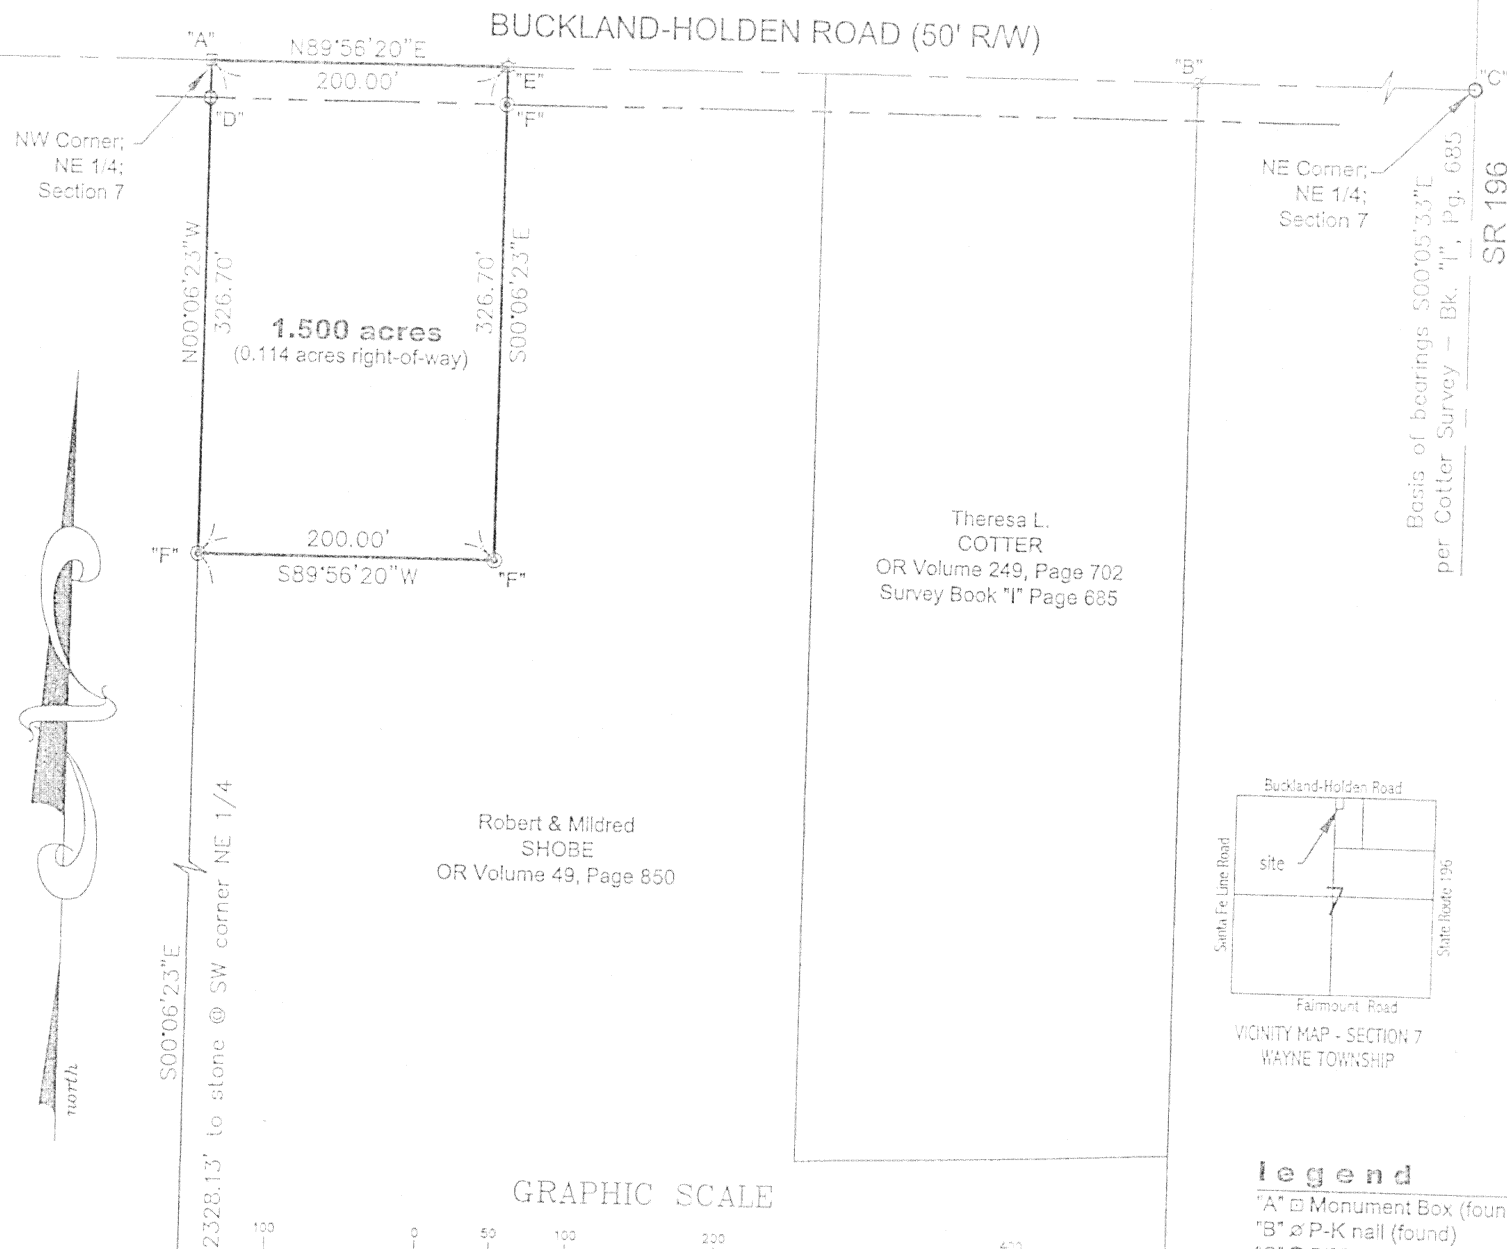 BUCKLAND-HOLDEN ROAD (50' R/W)
"A"
N89°56'20"E
200.00'
"E"
"B"
"C"
"D"
"F"
NW Corner;
NE 1/4;
Section 7
NE Corner;
NE 1/4;
Section 7
SR 196
Basis of bearings S00°05'33"E
per Cotter Survey – Bk. "I", Pg. 685
N00°06'23"W
326.70'
326.70'
S00°06'23"E
1.500 acres
(0.114 acres right-of-way)
200.00'
S89°56'20"W
"F"
"F"
Theresa L.
COTTER
OR Volume 249, Page 702
Survey Book "I" Page 685
Robert & Mildred
SHOBE
OR Volume 49, Page 850
S00°06'23"E
2328.13' to stone @ SW corner NE 1/4
north
Buckland-Holden Road
site
Santa Fe Line Road
State Route 196
7
Fairmount Road
VICINITY MAP - SECTION 7
WAYNE TOWNSHIP
GRAPHIC SCALE
100 0 50 100 200 400
legend
"A" Monument Box (foun
"B" P-K nail (found)